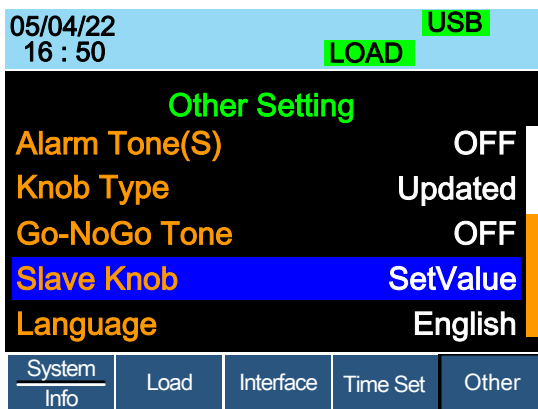 05/04/22 USB
16 : 50 LOAD
Other Setting
Alarm Tone(S) OFF
Knob Type Updated
Go-NoGo Tone OFF
Slave Knob SetValue
Language English
System
Info Load Interface Time Set Other